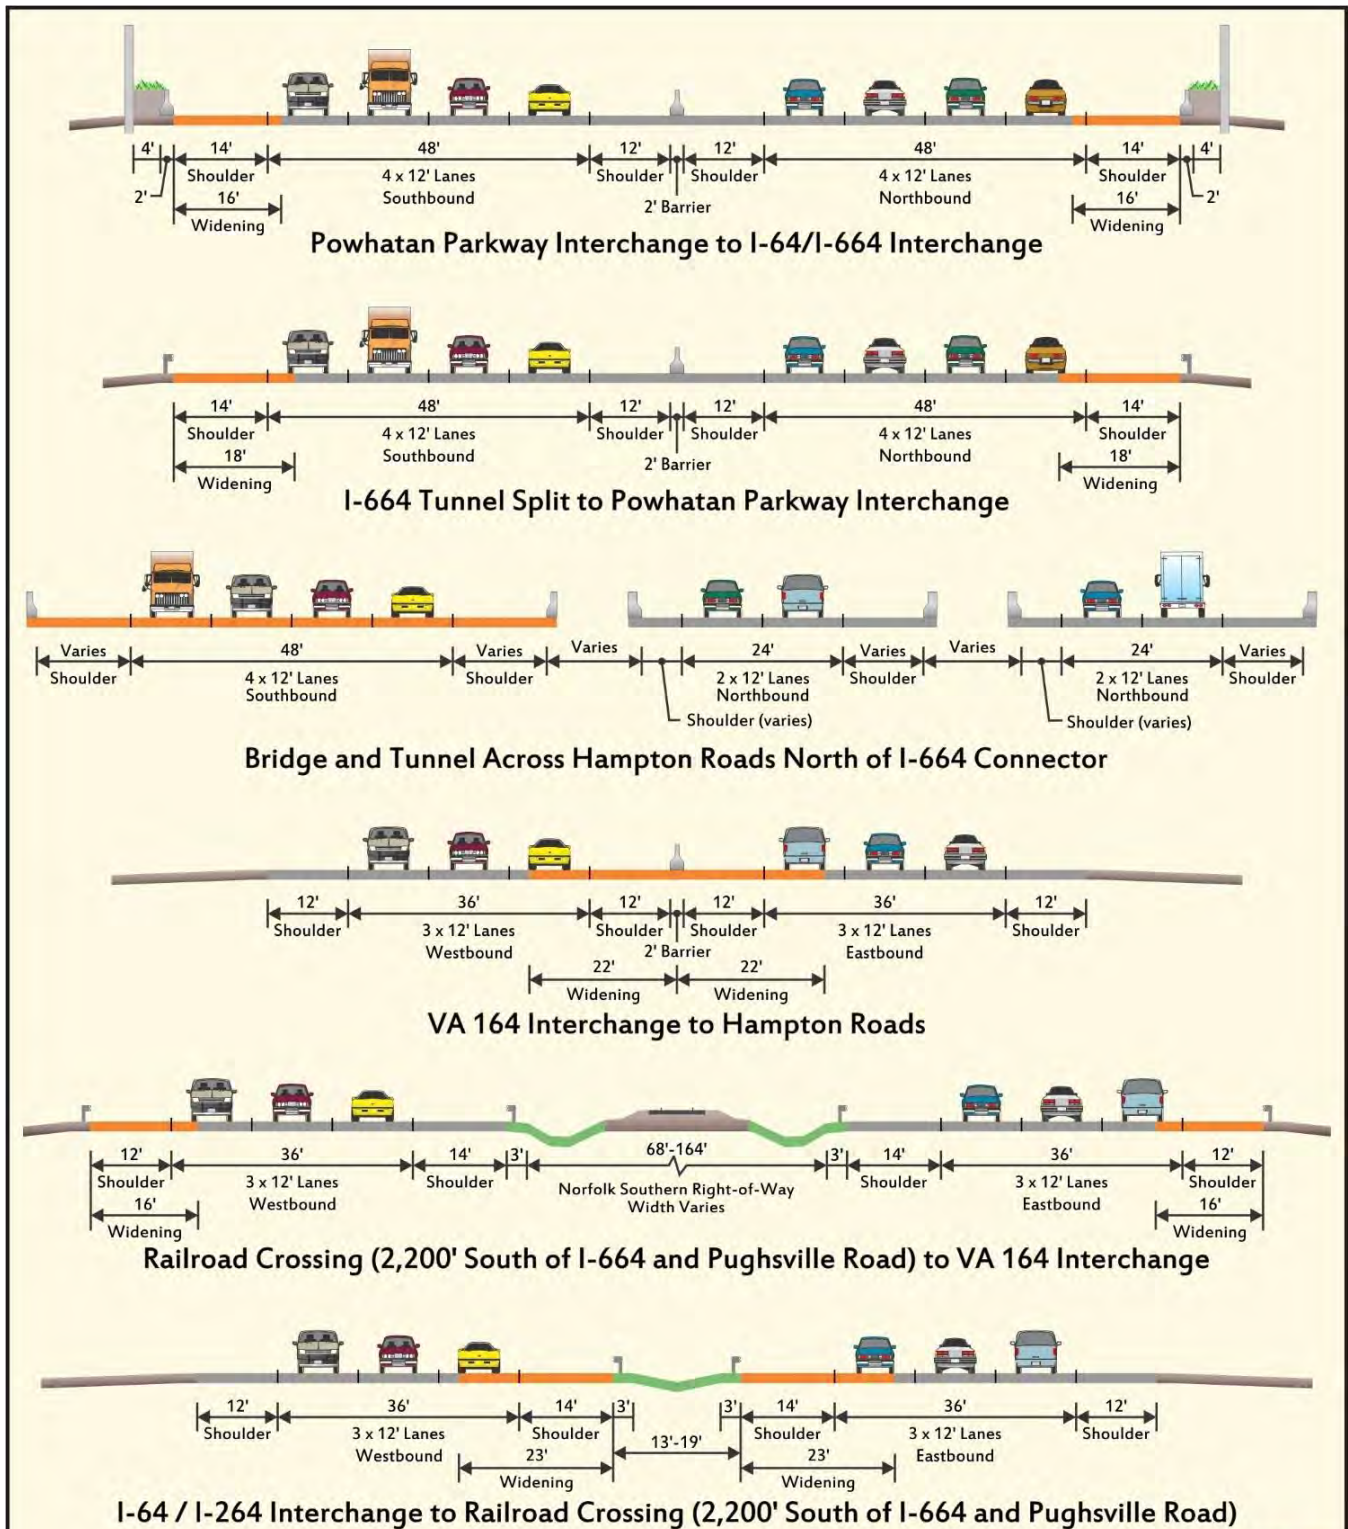 4' 14' 48' 12' 12' 48' 14' 4'
Shoulder 4 x 12' Lanes Shoulder Shoulder 4 x 12' Lanes Shoulder
2' 16' Southbound 2' Barrier Northbound 16' 2'
Widening Widening
Powhatan Parkway Interchange to I-64/I-664 Interchange
14' 48' 12' 12' 48' 14'
Shoulder 4 x 12' Lanes Shoulder Shoulder 4 x 12' Lanes Shoulder
18' Southbound 2' Barrier Northbound 18'
Widening Widening
I-664 Tunnel Split to Powhatan Parkway Interchange
Varies 48' Varies Varies 24' Varies Varies 24' Varies
Shoulder 4 x 12' Lanes Shoulder 2 x 12' Lanes Shoulder 2 x 12' Lanes Shoulder
Southbound Northbound Northbound
Shoulder (varies) Shoulder (varies)
Bridge and Tunnel Across Hampton Roads North of I-664 Connector
12' 36' 12' 12' 36' 12'
Shoulder 3 x 12' Lanes Shoulder Shoulder 3 x 12' Lanes Shoulder
Westbound 2' Barrier Eastbound
22' 22'
Widening Widening
VA 164 Interchange to Hampton Roads
12' 36' 14' 3' 68'-164' 3' 14' 36' 12'
Shoulder 3 x 12' Lanes Shoulder Norfolk Southern Right-of-Way Shoulder 3 x 12' Lanes Shoulder
16' Westbound Width Varies Eastbound 16'
Widening Widening
Railroad Crossing (2,200' South of I-664 and Pughsville Road) to VA 164 Interchange
12' 36' 14' 3' 3' 14' 36' 12'
Shoulder 3 x 12' Lanes Shoulder Shoulder 3 x 12' Lanes Shoulder
Westbound 23' 13'-19' 23' Eastbound
Widening Widening
I-64 / I-264 Interchange to Railroad Crossing (2,200' South of I-664 and Pughsville Road)